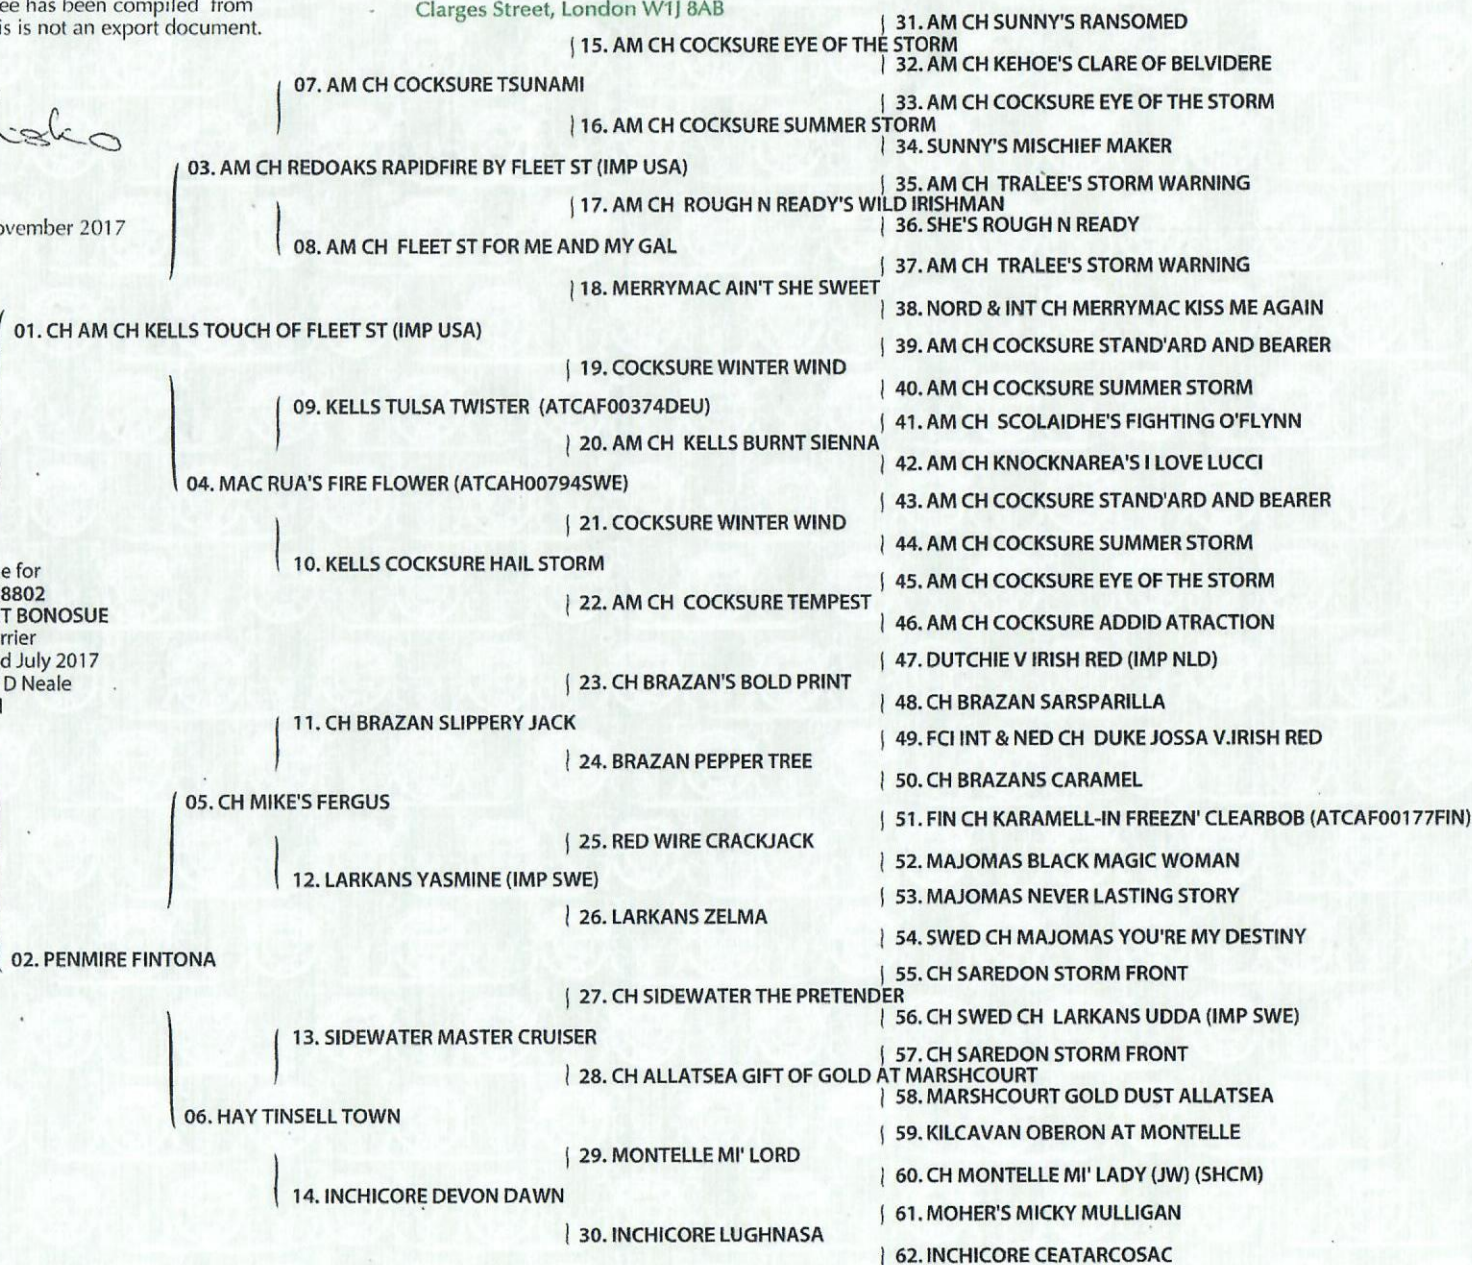 ee has been compiled from
is is not an export document.
Clarges Street, London W1J 8AB
ovember 2017
e for
8802
T BONOSUE
rrier
d July 2017
D Neale
01. CH AM CH KELLS TOUCH OF FLEET ST (IMP USA)
02. PENMIRE FINTONA
03. AM CH REDOAKS RAPIDFIRE BY FLEET ST (IMP USA)
04. MAC RUA'S FIRE FLOWER (ATCAH00794SWE)
05. CH MIKE'S FERGUS
06. HAY TINSELL TOWN
07. AM CH COCKSURE TSUNAMI
08. AM CH FLEET ST FOR ME AND MY GAL
09. KELLS TULSA TWISTER (ATCAF00374DEU)
10. KELLS COCKSURE HAIL STORM
11. CH BRAZAN SLIPPERY JACK
12. LARKANS YASMINE (IMP SWE)
13. SIDEWATER MASTER CRUISER
14. INCHICORE DEVON DAWN
15. AM CH COCKSURE EYE OF THE STORM
16. AM CH COCKSURE SUMMER STORM
17. AM CH ROUGH N READY'S WILD IRISHMAN
18. MERRYMAC AIN'T SHE SWEET
19. COCKSURE WINTER WIND
20. AM CH KELLS BURNT SIENNA
21. COCKSURE WINTER WIND
22. AM CH COCKSURE TEMPEST
23. CH BRAZAN'S BOLD PRINT
24. BRAZAN PEPPER TREE
25. RED WIRE CRACKJACK
26. LARKANS ZELMA
27. CH SIDEWATER THE PRETENDER
28. CH ALLATSEA GIFT OF GOLD AT MARSHCOURT
29. MONTELLE MI' LORD
30. INCHICORE LUGHNASA
31. AM CH SUNNY'S RANSOMED
32. AM CH KEHOE'S CLARE OF BELVIDERE
33. AM CH COCKSURE EYE OF THE STORM
34. SUNNY'S MISCHIEF MAKER
35. AM CH TRALEE'S STORM WARNING
36. SHE'S ROUGH N READY
37. AM CH TRALEE'S STORM WARNING
38. NORD & INT CH MERRYMAC KISS ME AGAIN
39. AM CH COCKSURE STAND'ARD AND BEARER
40. AM CH COCKSURE SUMMER STORM
41. AM CH SCOLAIDHE'S FIGHTING O'FLYNN
42. AM CH KNOCKNAREA'S I LOVE LUCCI
43. AM CH COCKSURE STAND'ARD AND BEARER
44. AM CH COCKSURE SUMMER STORM
45. AM CH COCKSURE EYE OF THE STORM
46. AM CH COCKSURE ADDID ATRACTION
47. DUTCHIE V IRISH RED (IMP NLD)
48. CH BRAZAN SARSPARILLA
49. FCI INT & NED CH DUKE JOSSA V.IRISH RED
50. CH BRAZANS CARAMEL
51. FIN CH KARAMELL-IN FREEZN' CLEARBOB (ATCAF00177FIN)
52. MAJOMAS BLACK MAGIC WOMAN
53. MAJOMAS NEVER LASTING STORY
54. SWED CH MAJOMAS YOU'RE MY DESTINY
55. CH SAREDON STORM FRONT
56. CH SWED CH LARKANS UDDA (IMP SWE)
57. CH SAREDON STORM FRONT
58. MARSHCOURT GOLD DUST ALLATSEA
59. KILCAVAN OBERON AT MONTELLE
60. CH MONTELLE MI' LADY (JW) (SHCM)
61. MOHER'S MICKY MULLIGAN
62. INCHICORE CEATARCOSAC